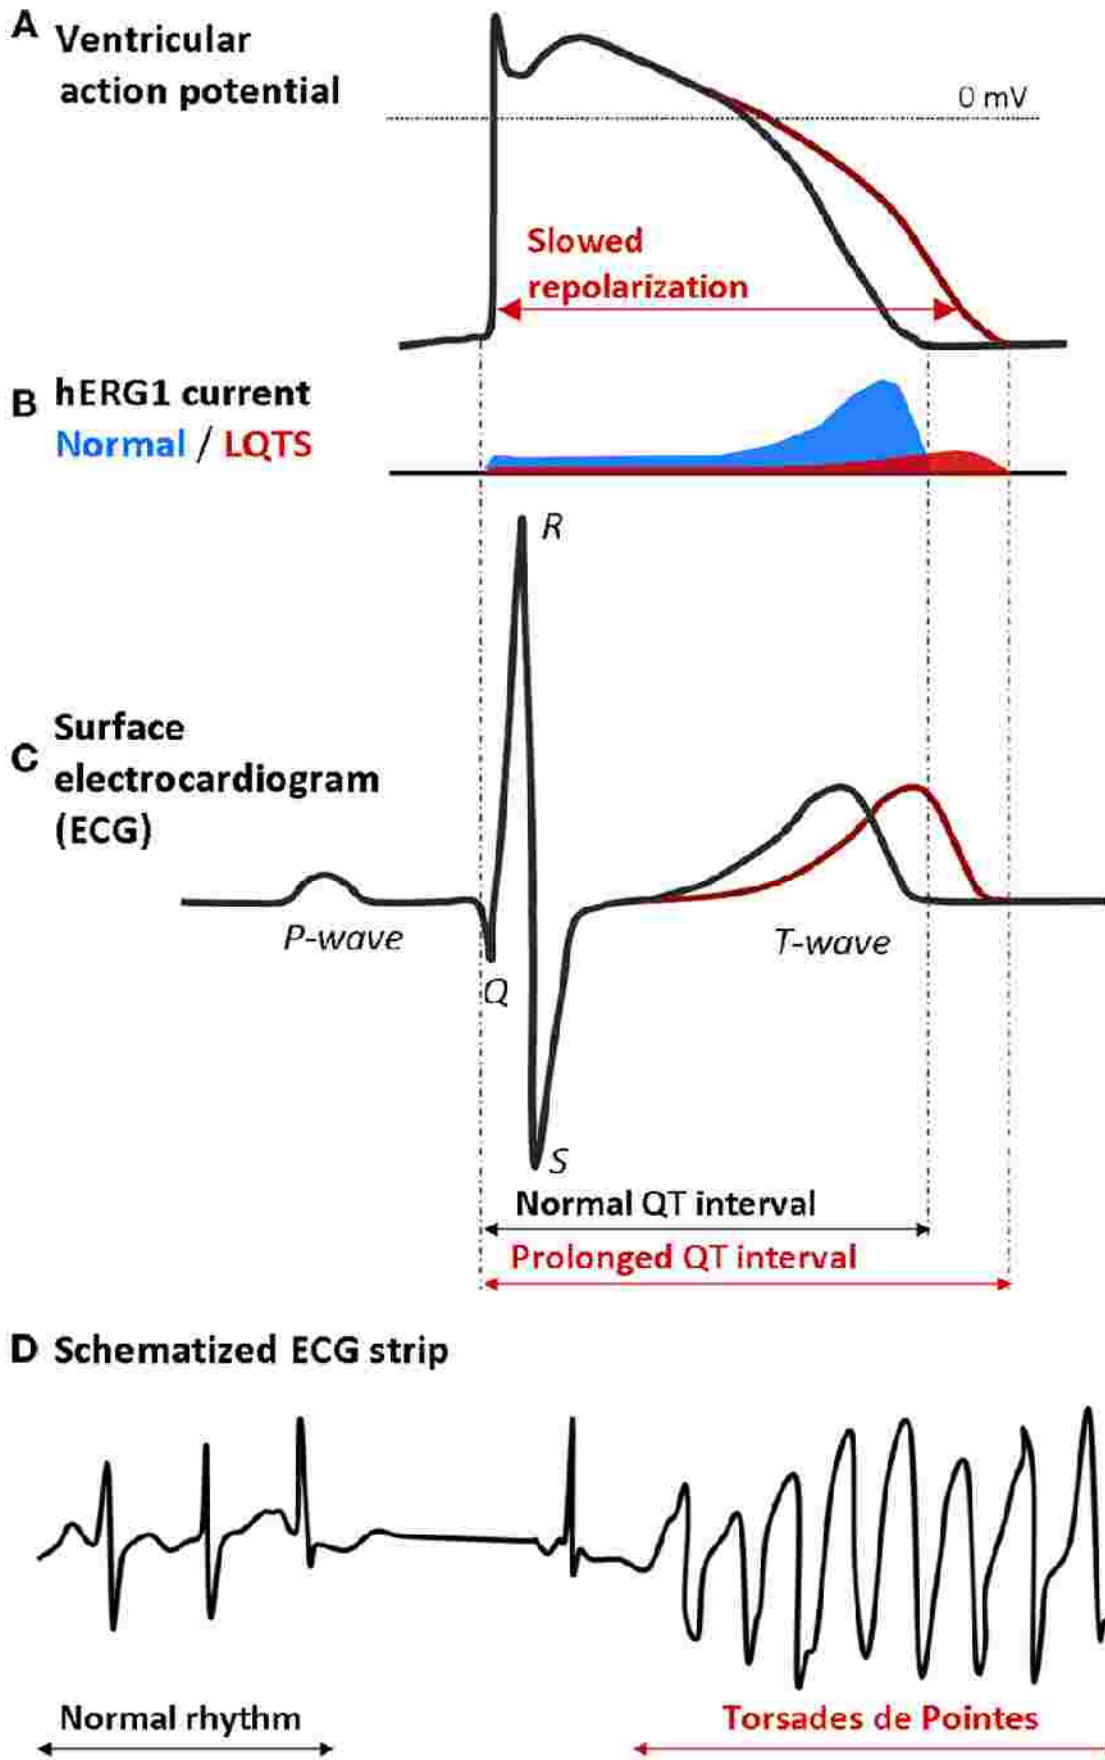 A Ventricular
action potential
0 mV
Slowed
repolarization
B hERG1 current
Normal / LQTS
R
C Surface
electrocardiogram
(ECG)
P-wave
T-wave
Q
S
Normal QT interval
Prolonged QT interval
D Schematized ECG strip
Normal rhythm
Torsades de Pointes